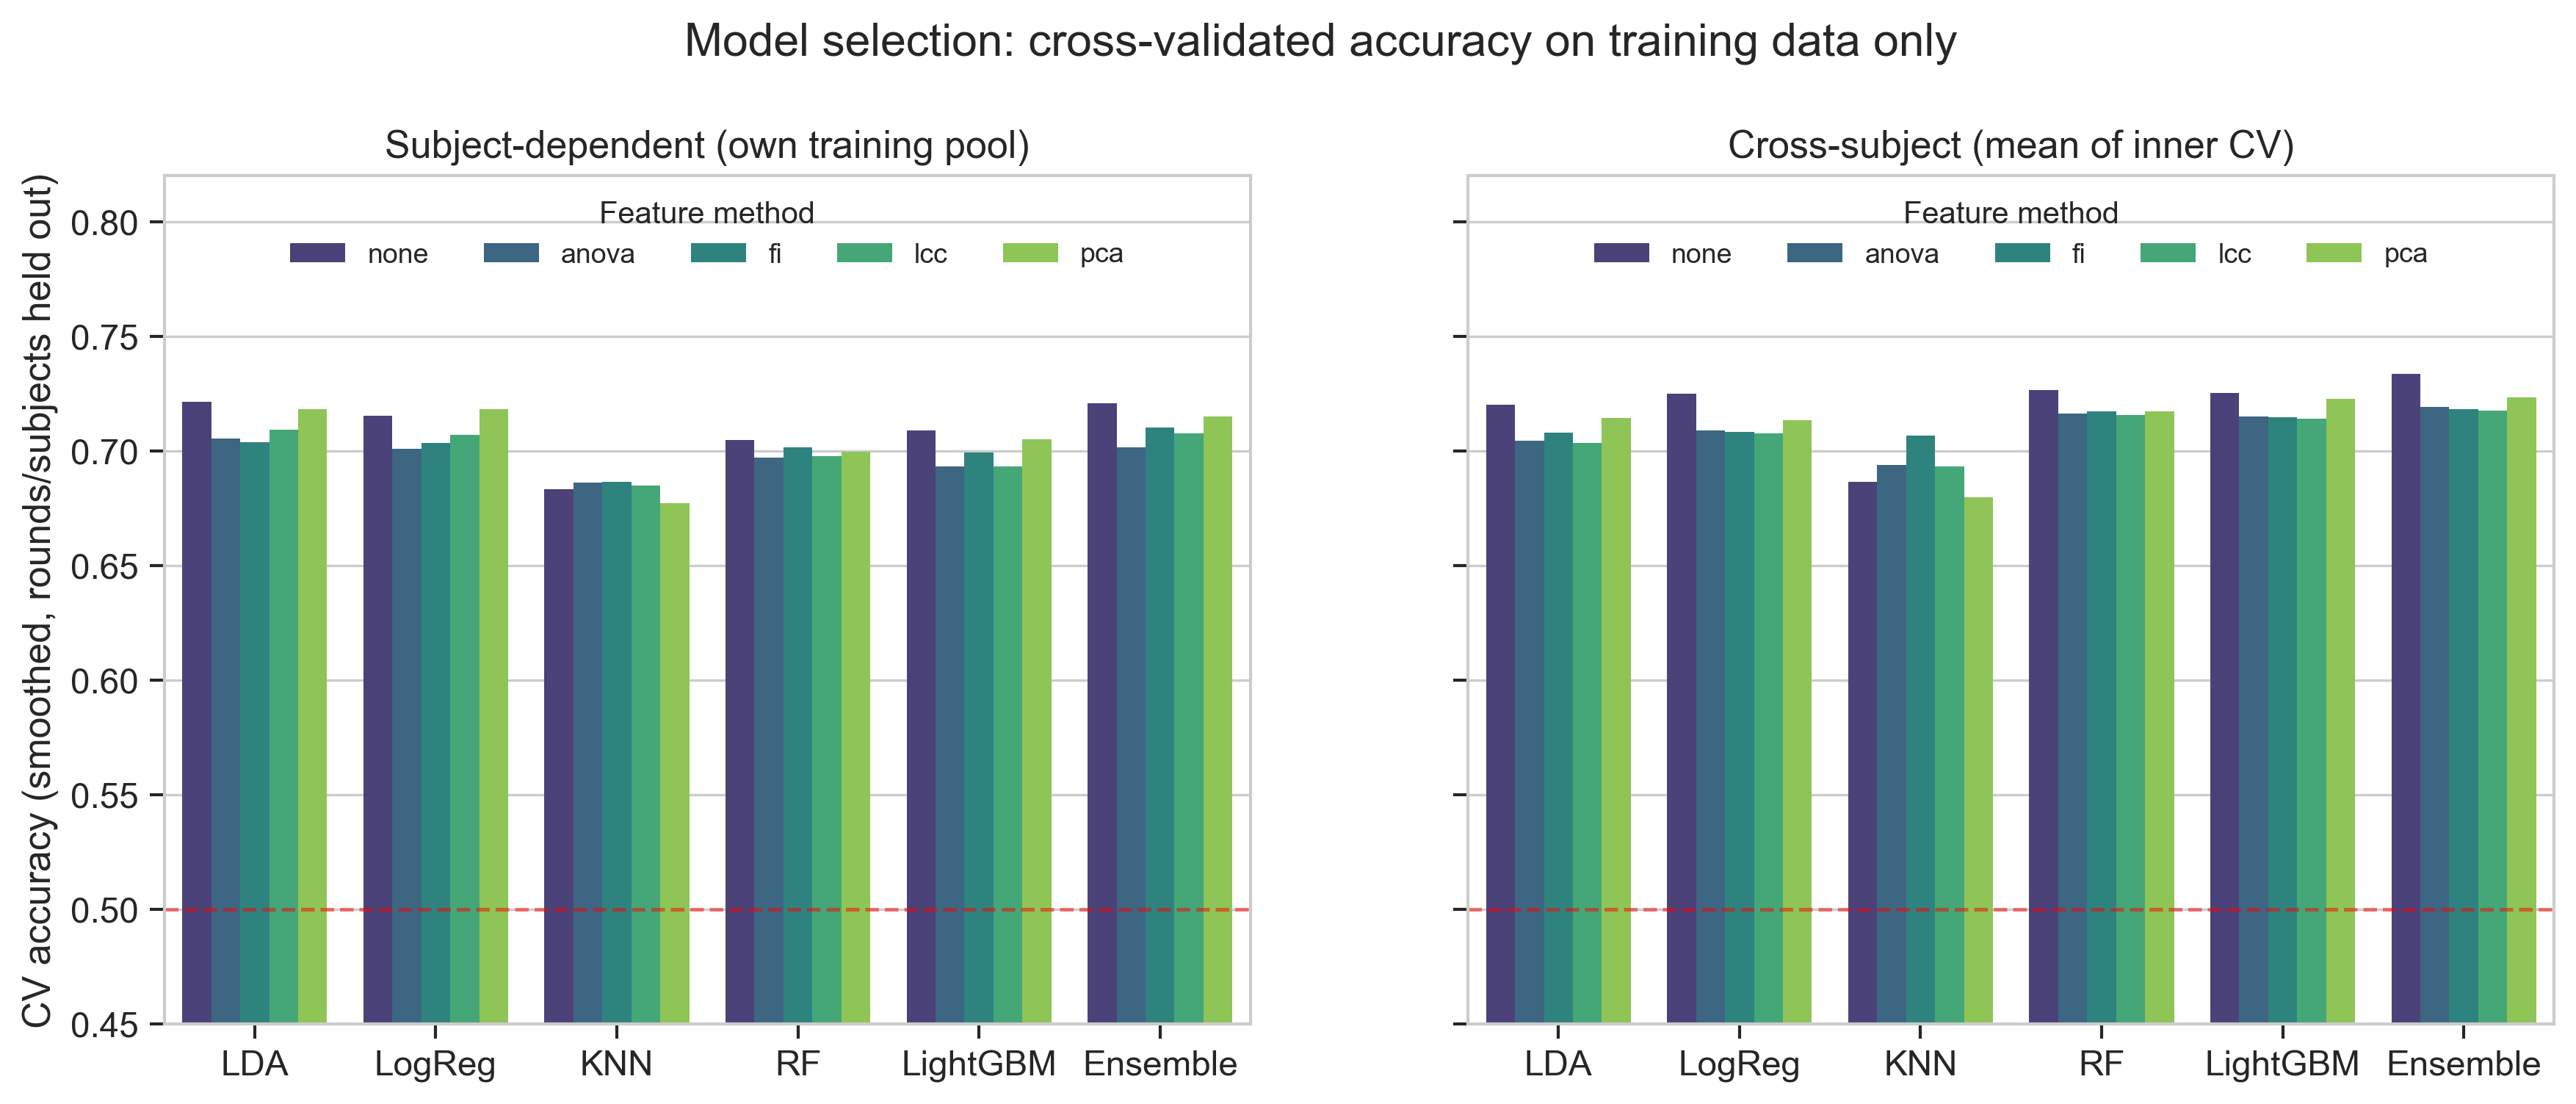 Model selection: cross-validated accuracy on training data only
Subject-dependent (own training pool)
CV accuracy (smoothed, rounds/subjects held out)
0.80
0.75
0.70
0.65
0.60
0.55
0.50
0.45
Feature method
none anova fi lcc pca
LDA LogReg KNN RF LightGBM Ensemble
Cross-subject (mean of inner CV)
Feature method
none anova fi lcc pca
LDA LogReg KNN RF LightGBM Ensemble